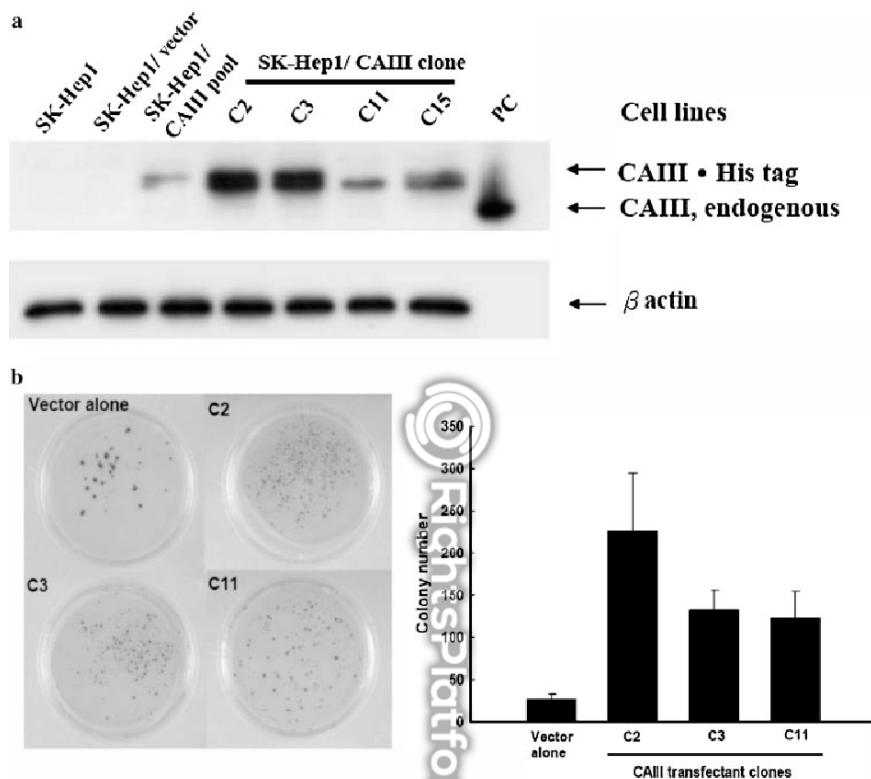 a
SK-Hep1
SK-Hep1/ vector
SK-Hep1/
CAIII pool
SK-Hep1/ CAIII clone
C2
C3
C11
C15
PC
Cell lines
CAIII • His tag
CAIII, endogenous
β actin
b
Vector alone
C2
C3
C11
RightsPlatfo
Colony number
350
300
250
200
150
100
50
0
Vector
alone
C2
C3
C11
CAIII transfectant clones